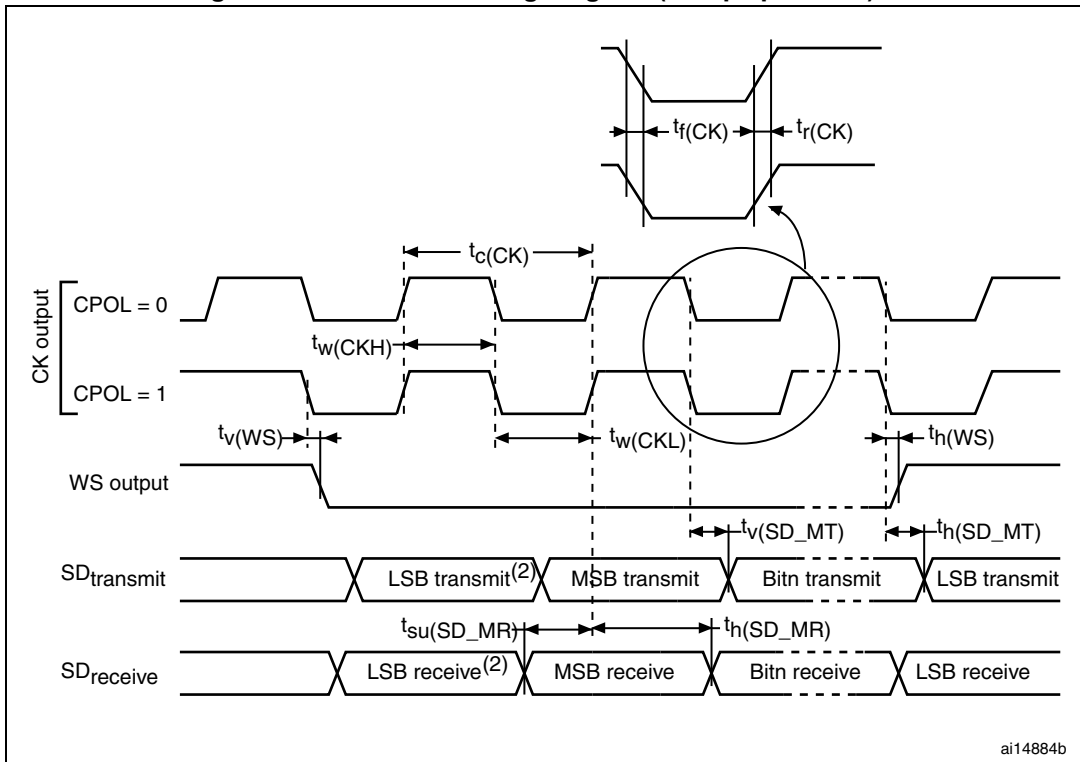 tf(CK)
tr(CK)
tc(CK)
CK output
CPOL = 0
tw(CKH)
CPOL = 1
tv(WS)
tw(CKL)
th(WS)
WS output
tv(SD_MT)
th(SD_MT)
SDtransmit
LSB transmit(2)
MSB transmit
Bitn transmit
LSB transmit
tsu(SD_MR)
th(SD_MR)
SDreceive
LSB receive(2)
MSB receive
Bitn receive
LSB receive
ai14884b